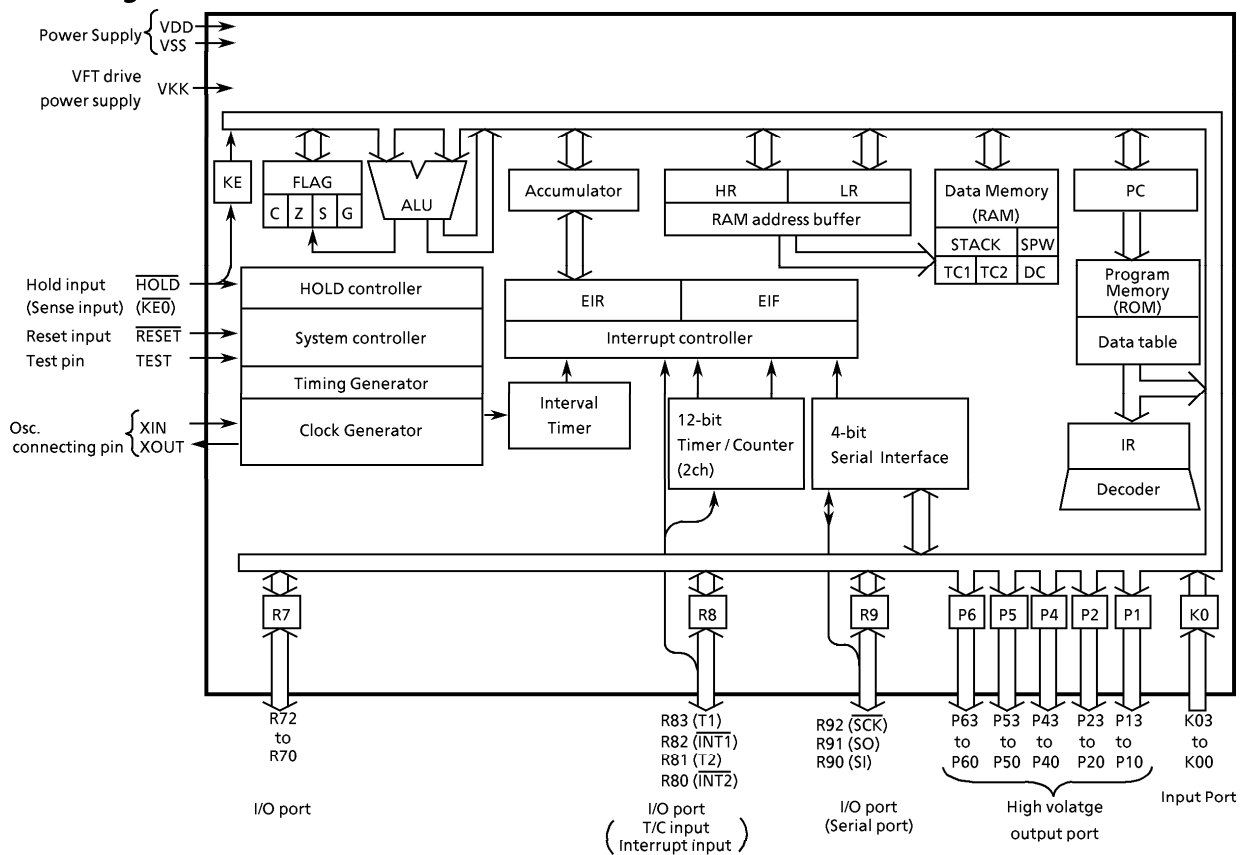 Power Supply
VDD
VSS
VFT drive
power supply
VKK
KE
FLAG
C Z S G
ALU
Accumulator
HR LR
RAM address buffer
Data Memory
(RAM)
STACK SPW
TC1 TC2 DC
PC
Program
Memory
(ROM)
Data table
Hold input HOLD
(Sense input) (KE0)
Reset input RESET
Test pin TEST
Osc.
connecting pin
XIN
XOUT
HOLD controller
System controller
Timing Generator
Clock Generator
EIR EIF
Interrupt controller
Interval
Timer
12-bit
Timer / Counter
(2ch)
4-bit
Serial Interface
IR
Decoder
R7 R8 R9 P6 P5 P4 P2 P1 K0
R72
to
R70
I/O port
R83 (T1)
R82 (INT1)
R81 (T2)
R80 (INT2)
I/O port
( T/C input
Interrupt input )
R92 (SCK)
R91 (SO)
R90 (SI)
I/O port
(Serial port)
P63 P53 P43 P23 P13
to to to to to
P60 P50 P40 P20 P10
High volatge
output port
K03
to
K00
Input Port